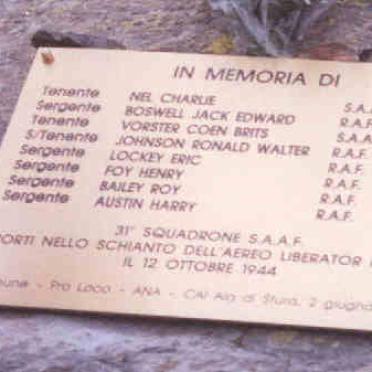 IN MEMORIA DI
Tenente NEL CHARLIE S.A.A
Sergente BOSWELL JACK EDWARD R.A.F.
Tenente VORSTER COEN BRITS S.A.A
S/Tenente JOHNSON RONALD WALTER R.A.F.
Sergente LOCKEY ERIC R.A.F.
Sergente FOY HENRY R.A.F.
Sergente BAILEY ROY R.A.F.
Sergente AUSTIN HARRY R.A.F.
31° SQUADRONE S.A.A.F.
ORTI NELLO SCHIANTO DELL'AEREO LIBERATOR
IL 12 OTTOBRE 1944
une - Pro Loco - ANA - CAI Ala di Stura, 2 giugno